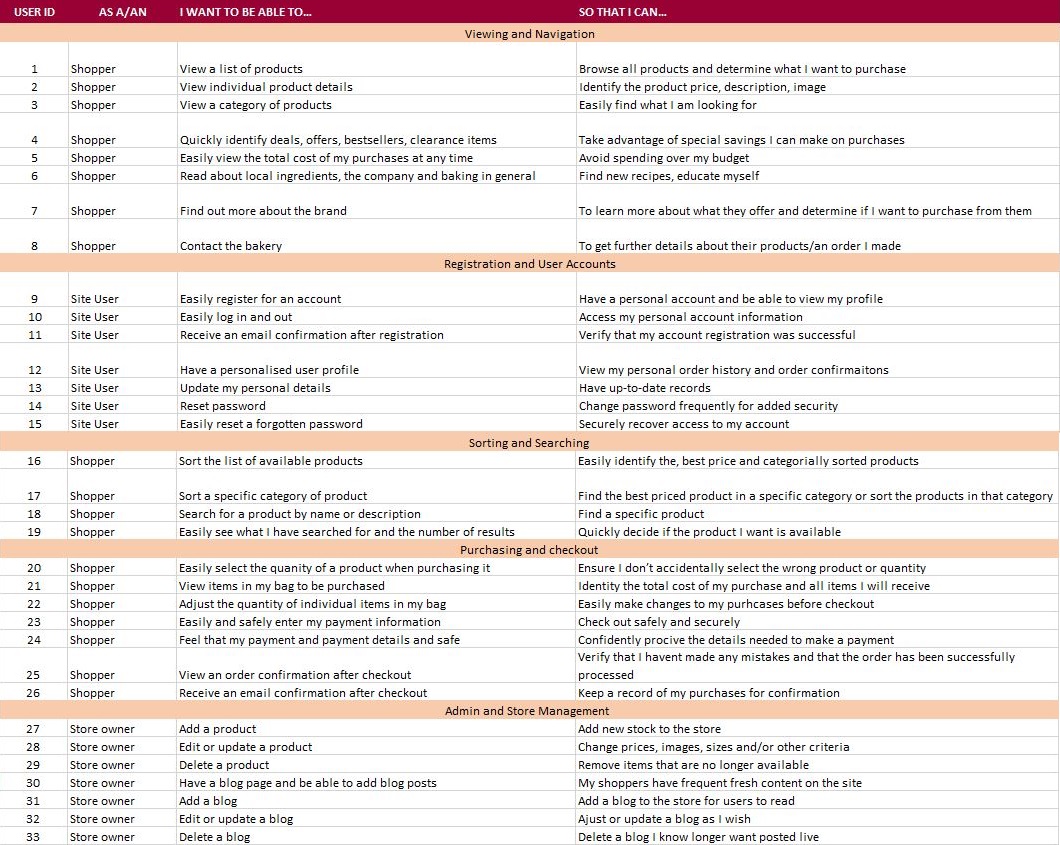 USER ID AS A/AN I WANT TO BE ABLE TO... SO THAT I CAN...
Viewing and Navigation
1 Shopper View a list of products Browse all products and determine what I want to purchase
2 Shopper View individual product details Identify the product price, description, image
3 Shopper View a category of products Easily find what I am looking for
4 Shopper Quickly identify deals, offers, bestsellers, clearance items Take advantage of special savings I can make on purchases
5 Shopper Easily view the total cost of my purchases at any time Avoid spending over my budget
6 Shopper Read about local ingredients, the company and baking in general Find new recipes, educate myself
7 Shopper Find out more about the brand To learn more about what they offer and determine if I want to purchase from them
8 Shopper Contact the bakery To get further details about their products/an order I made
Registration and User Accounts
9 Site User Easily register for an account Have a personal account and be able to view my profile
10 Site User Easily log in and out Access my personal account information
11 Site User Receive an email confirmation after registration Verify that my account registration was successful
12 Site User Have a personalised user profile View my personal order history and order confirmaitons
13 Site User Update my personal details Have up-to-date records
14 Site User Reset password Change password frequently for added security
15 Site User Easily reset a forgotten password Securely recover access to my account
Sorting and Searching
16 Shopper Sort the list of available products Easily identify the, best price and categorially sorted products
17 Shopper Sort a specific category of product Find the best priced product in a specific category or sort the products in that category
18 Shopper Search for a product by name or description Find a specific product
19 Shopper Easily see what I have searched for and the number of results Quickly decide if the product I want is available
Purchasing and checkout
20 Shopper Easily select the quanity of a product when purchasing it Ensure I don't accidentally select the wrong product or quantity
21 Shopper View items in my bag to be purchased Identity the total cost of my purchase and all items I will receive
22 Shopper Adjust the quantity of individual items in my bag Easily make changes to my purhcases before checkout
23 Shopper Easily and safely enter my payment information Check out safely and securely
24 Shopper Feel that my payment and payment details and safe Confidently procive the details needed to make a payment
Verify that I havent made any mistakes and that the order has been successfully
25 Shopper View an order confirmation after checkout processed
26 Shopper Receive an email confirmation after checkout Keep a record of my purchases for confirmation
Admin and Store Management
27 Store owner Add a product Add new stock to the store
28 Store owner Edit or update a product Change prices, images, sizes and/or other criteria
29 Store owner Delete a product Remove items that are no longer available
30 Store owner Have a blog page and be able to add blog posts My shoppers have frequent fresh content on the site
31 Store owner Add a blog Add a blog to the store for users to read
32 Store owner Edit or update a blog Ajust or update a blog as I wish
33 Store owner Delete a blog Delete a blog I know longer want posted live